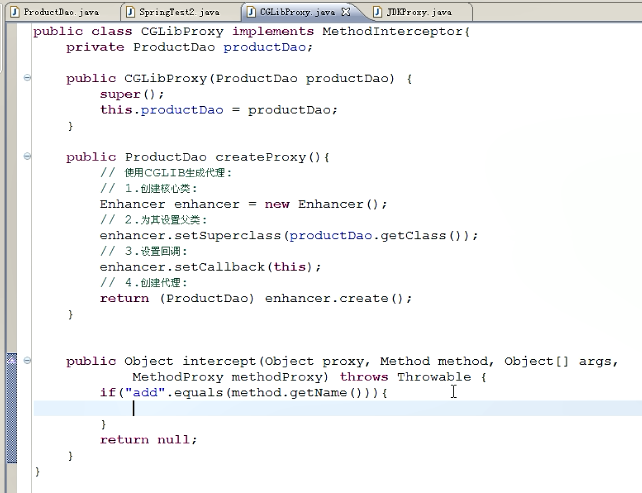 ProductDao.java SpringTest2.java CGLibProxy.java JDKProxy.java
public class CGLibProxy implements MethodInterceptor{
private ProductDao productDao;
public CGLibProxy(ProductDao productDao) {
super();
this.productDao = productDao;
}
public ProductDao createProxy(){
// 使用CGLIB生成代理:
// 1.创建核心类:
Enhancer enhancer = new Enhancer();
// 2.为其设置父类:
enhancer.setSuperclass(productDao.getClass());
// 3.设置回调:
enhancer.setCallback(this);
// 4.创建代理:
return (ProductDao) enhancer.create();
}
public Object intercept(Object proxy, Method method, Object[] args,
MethodProxy methodProxy) throws Throwable {
if("add".equals(method.getName())){
}
return null;
}
}